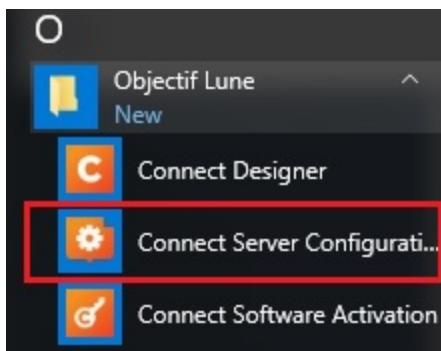 O
Objectif Lune
New
C
Connect Designer
Connect Server Configurati...
Connect Software Activation